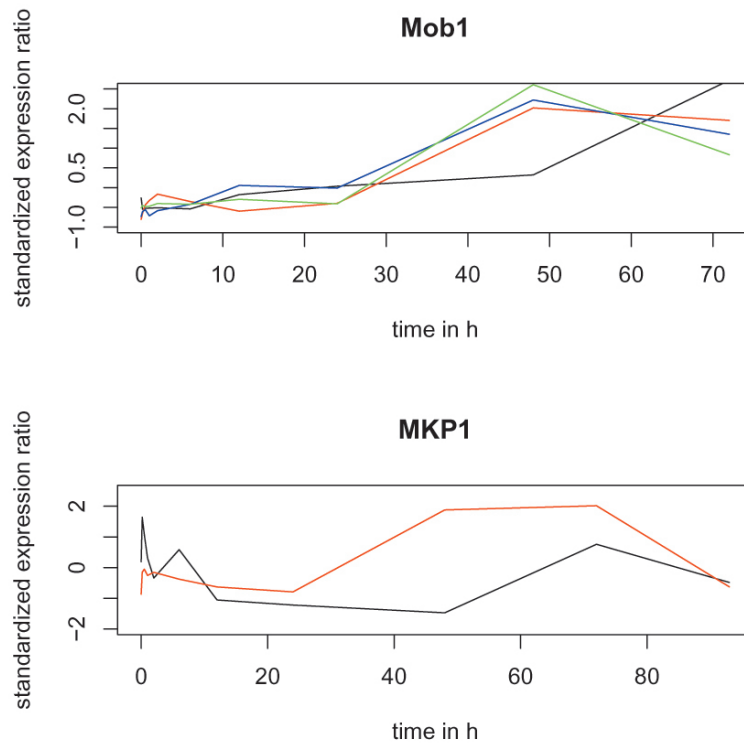 Mob1
standardized expression ratio
2.0
0.5
−1.0
0 10 20 30 40 50 60 70
time in h
MKP1
standardized expression ratio
2
0
−2
0 20 40 60 80
time in h